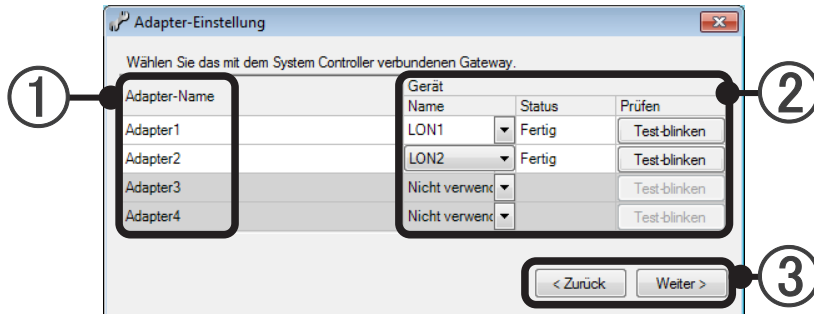 Adapter-Einstellung
Wählen Sie das mit dem System Controller verbundenen Gateway.
1
2
Adapter-Name
Gerät
Name Status Prüfen
Adapter1 LON1 Fertig Test-blinken
Adapter2 LON2 Fertig Test-blinken
Adapter3 Nicht verwend Test-blinken
Adapter4 Nicht verwend Test-blinken
< Zurück Weiter >
3